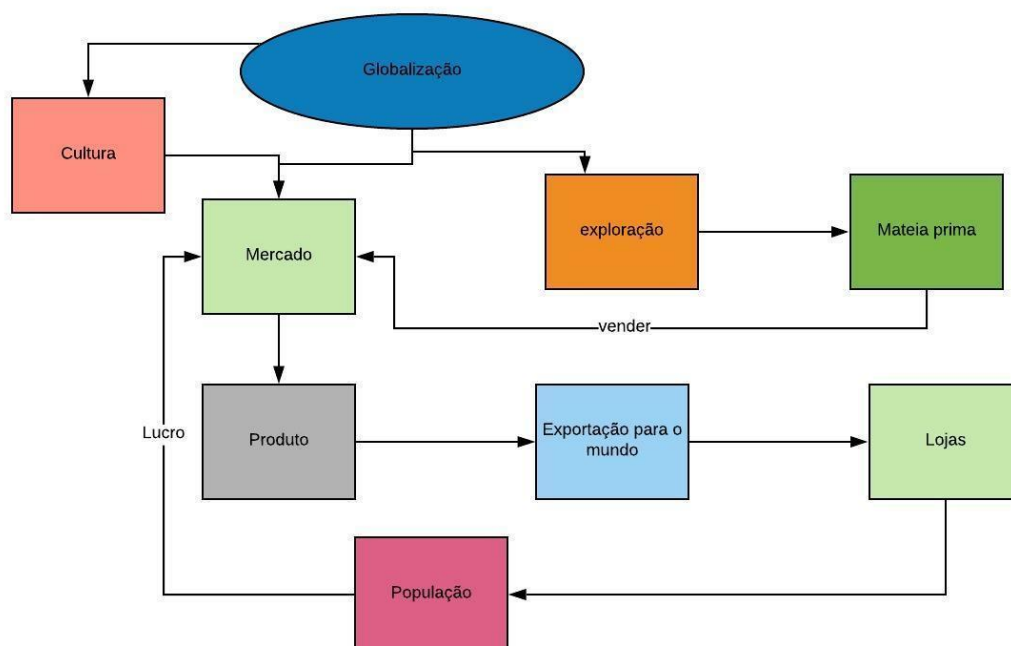 Globalização
Cultura
Mercado
exploração
Mateia prima
vender
Lucro
Produto
Exportação para o
mundo
Lojas
População